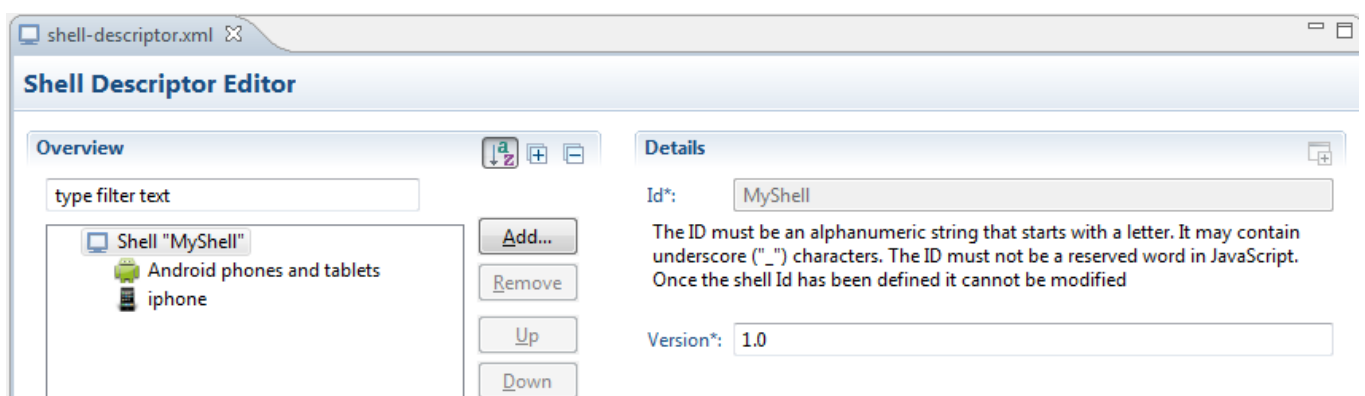 shell-descriptor.xml
Shell Descriptor Editor
Overview
type filter text
Shell "MyShell"
Android phones and tablets
iphone
Add...
Remove
Up
Down
Details
Id*: MyShell
The ID must be an alphanumeric string that starts with a letter. It may contain
underscore ("_") characters. The ID must not be a reserved word in JavaScript.
Once the shell Id has been defined it cannot be modified
Version*: 1.0